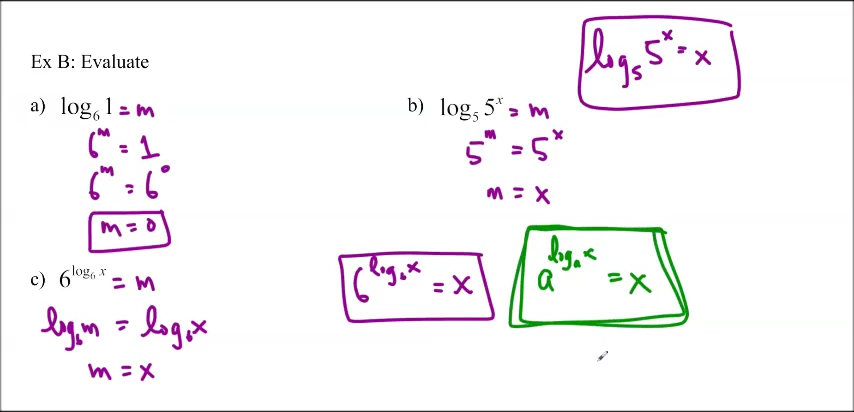 log₅ 5ˣ = x
Ex B: Evaluate
a) log₆ 1 = m
6ᵐ = 1
6ᵐ = 6⁰
m = 0
b) log₅ 5ˣ = m
5ᵐ = 5ˣ
m = x
c) 6^(log₆ x) = m
log₆ m = log₆ x
m = x
6^(log₆ x) = x
a^(logₐ x) = x